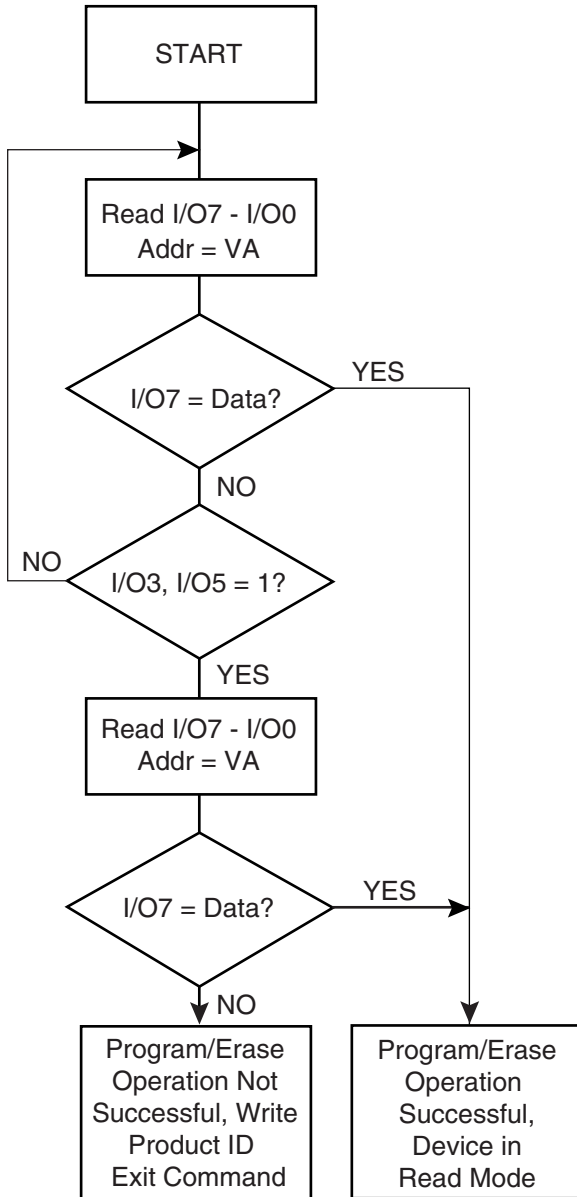 START
Read I/O7 - I/O0
Addr = VA
I/O7 = Data?
YES
NO
NO
I/O3, I/O5 = 1?
YES
Read I/O7 - I/O0
Addr = VA
I/O7 = Data?
YES
NO
Program/Erase
Operation Not
Successful, Write
Product ID
Exit Command
Program/Erase
Operation
Successful,
Device in
Read Mode